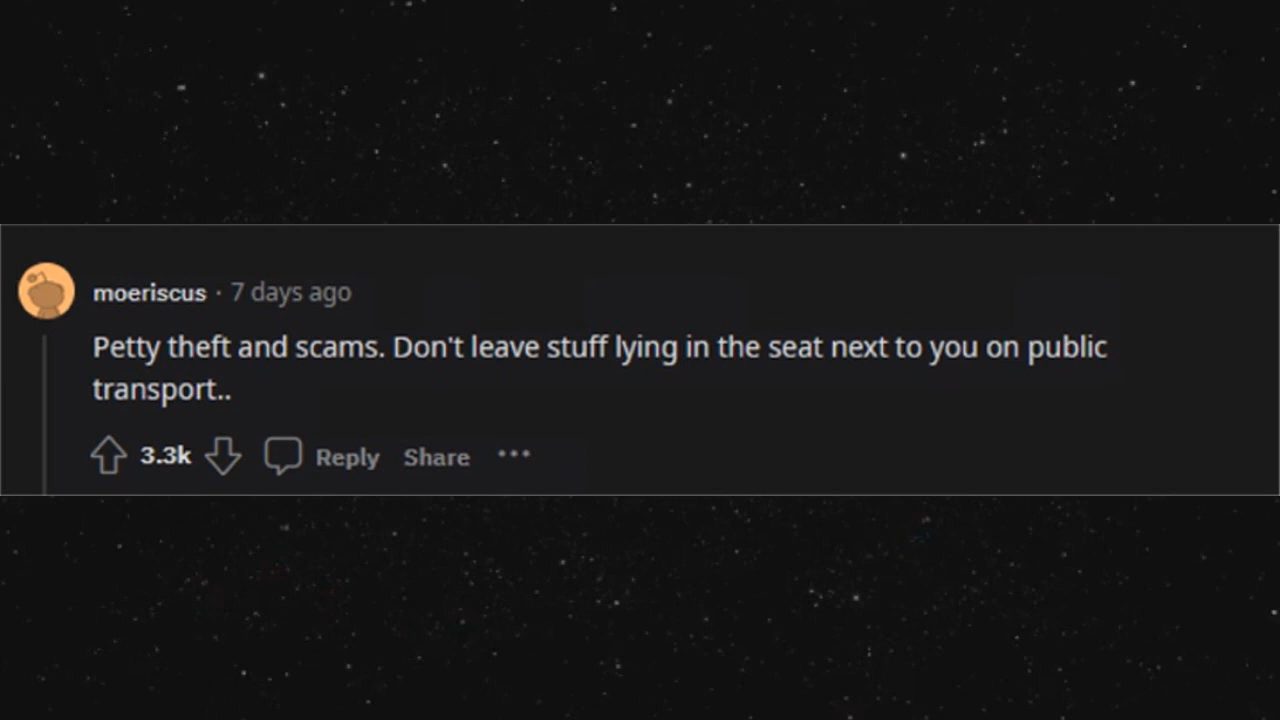 moeriscus · 7 days ago
Petty theft and scams. Don't leave stuff lying in the seat next to you on public
transport..
3.3k Reply Share ···